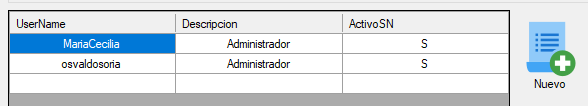 UserName Descripcion ActivoSN
MariaCecilia Administrador S
osvaldosoria Administrador S
Nuevo